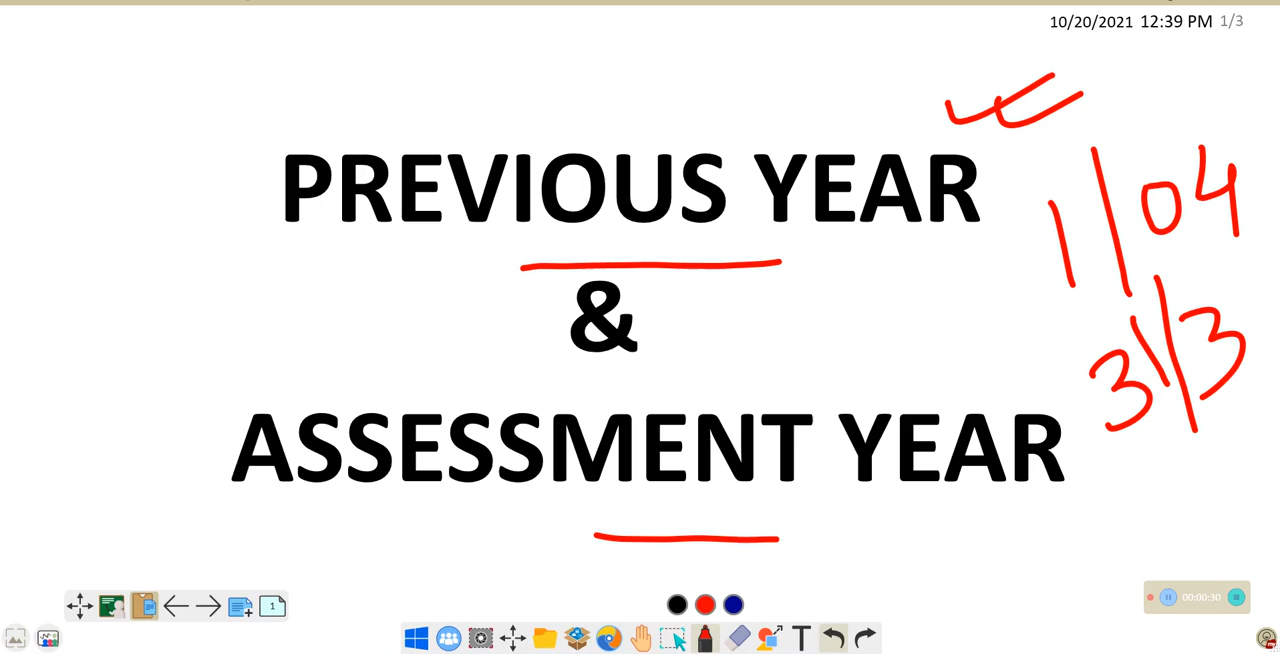 10/20/2021 12:39 PM 1/3
PREVIOUS YEAR
1/04
&
31/3
ASSESSMENT YEAR
1
00:00:30
T